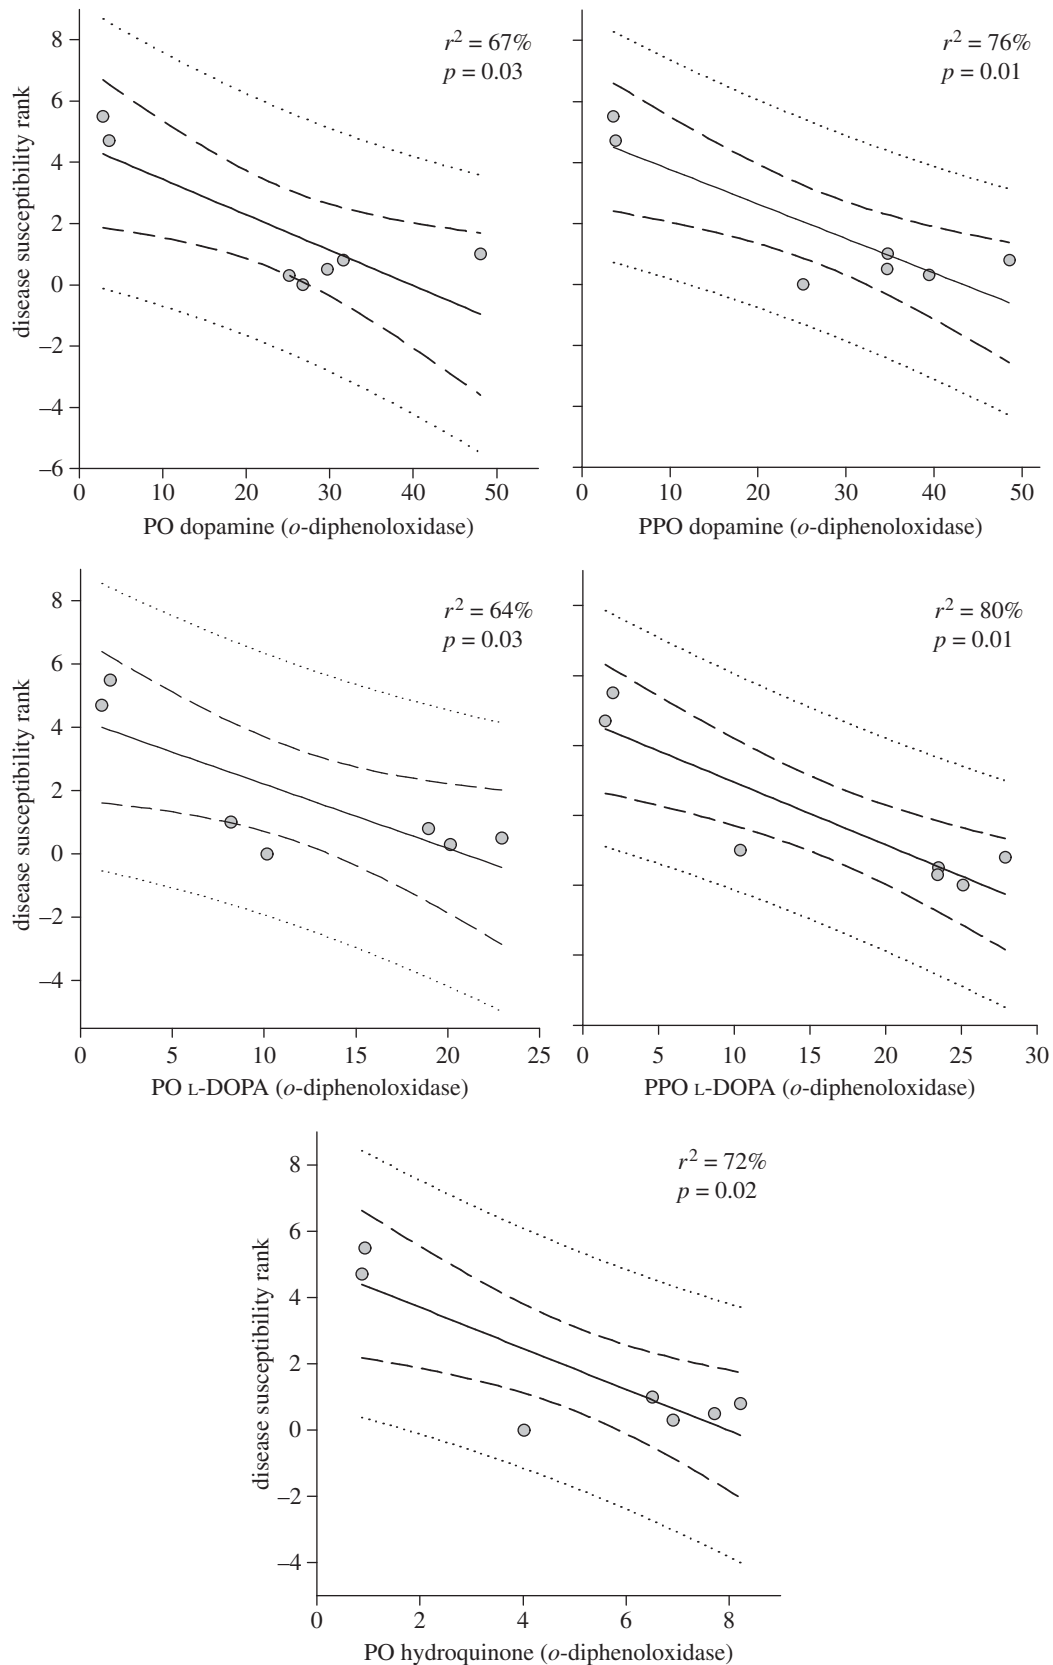 8
6
4
2
0
–2
–4
–6
disease susceptibility rank
r² = 67%
p = 0.03
0 10 20 30 40 50
PO dopamine (o-diphenoloxidase)
r² = 76%
p = 0.01
0 10 20 30 40 50
PPO dopamine (o-diphenoloxidase)
8
6
4
2
0
–2
–4
disease susceptibility rank
r² = 64%
p = 0.03
0 5 10 15 20 25
PO L-DOPA (o-diphenoloxidase)
r² = 80%
p = 0.01
0 5 10 15 20 25 30
PPO L-DOPA (o-diphenoloxidase)
8
6
4
2
0
–2
–4
disease susceptibility rank
r² = 72%
p = 0.02
0 2 4 6 8
PO hydroquinone (o-diphenoloxidase)